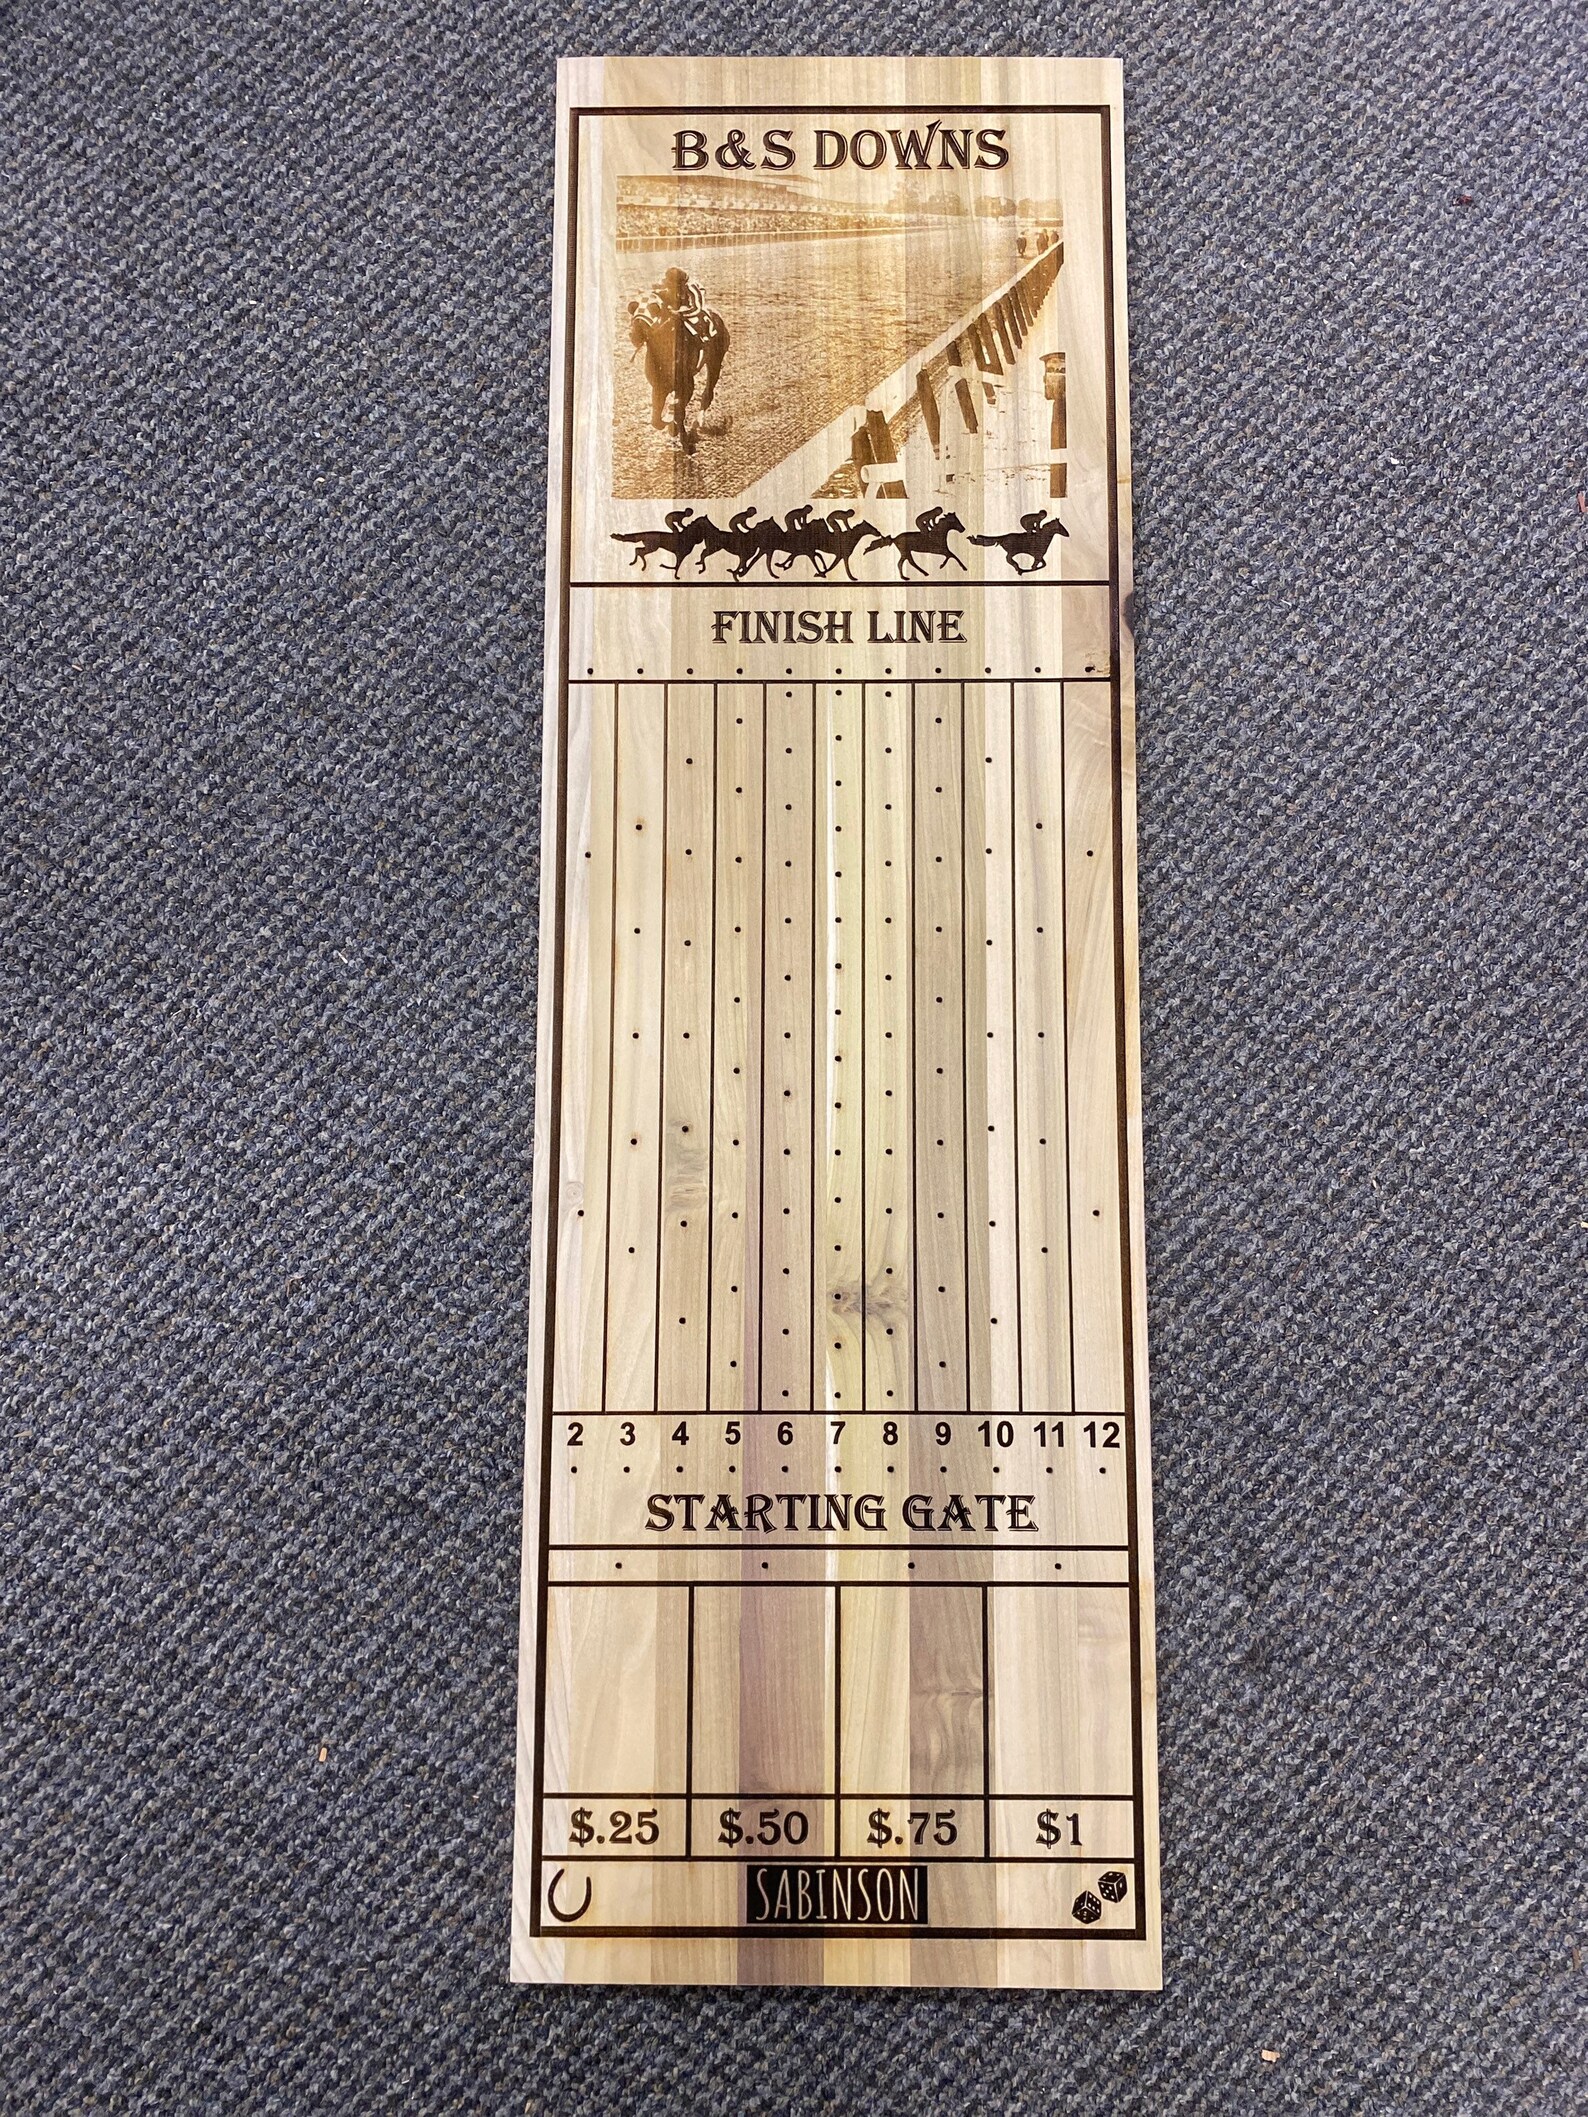 B&S DOWNS
FINISH LINE
2 3 4 5 6 7 8 9 10 11 12
STARTING GATE
$.25 $.50 $.75 $1
SABINSON